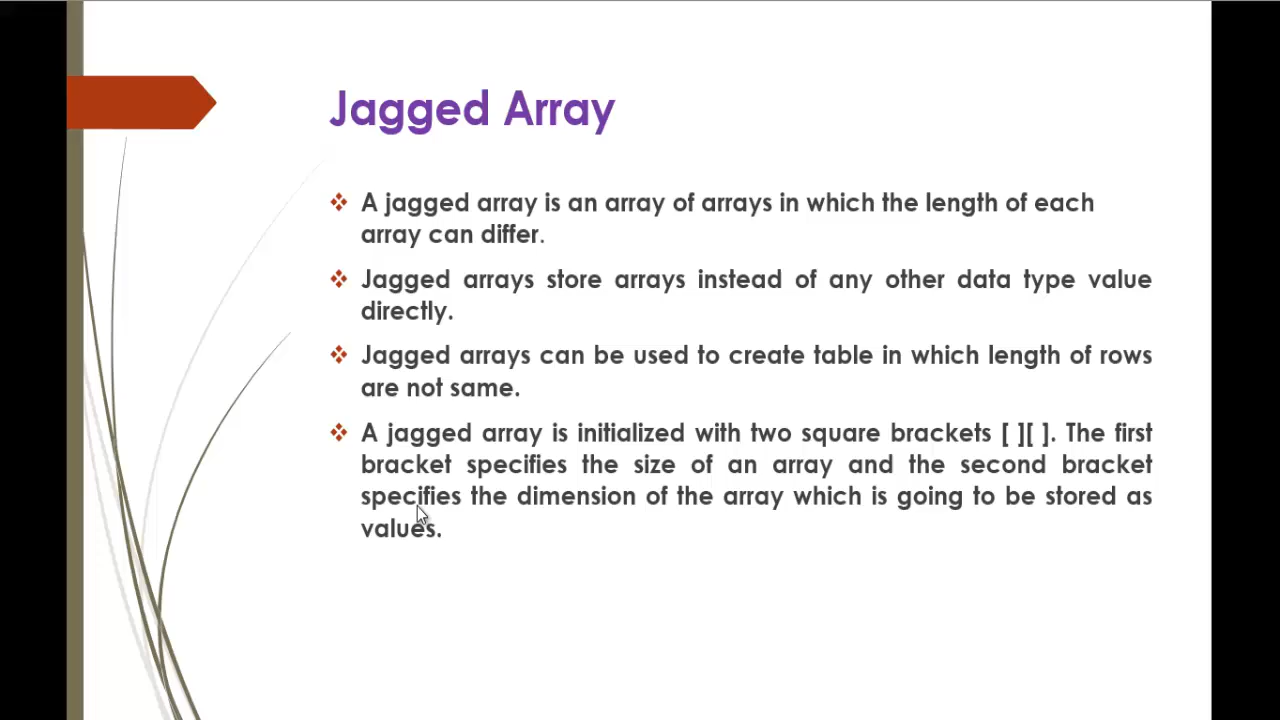 Jagged Array
A jagged array is an array of arrays in which the length of each
array can differ.
Jagged arrays store arrays instead of any other data type value
directly.
Jagged arrays can be used to create table in which length of rows
are not same.
A jagged array is initialized with two square brackets [ ][ ]. The first
bracket specifies the size of an array and the second bracket
specifies the dimension of the array which is going to be stored as
values.